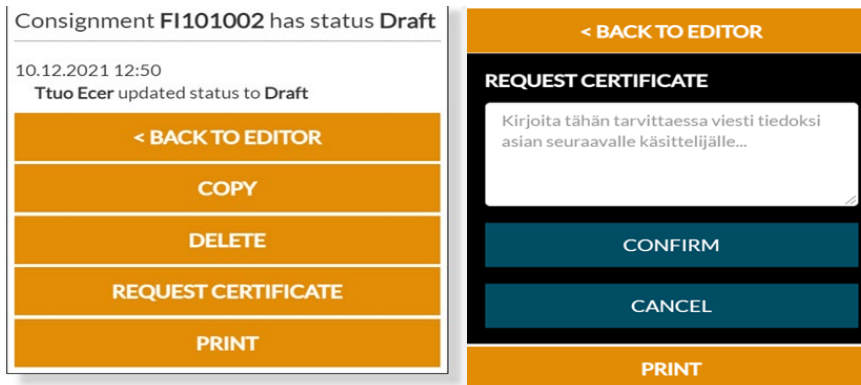 Consignment FI101002 has status Draft
10.12.2021 12:50
Ttuo Ecer updated status to Draft
< BACK TO EDITOR
COPY
DELETE
REQUEST CERTIFICATE
PRINT
< BACK TO EDITOR
REQUEST CERTIFICATE
Kirjoita tähän tarvittaessa viesti tiedoksi
asian seuraavalle käsittelijälle...
CONFIRM
CANCEL
PRINT